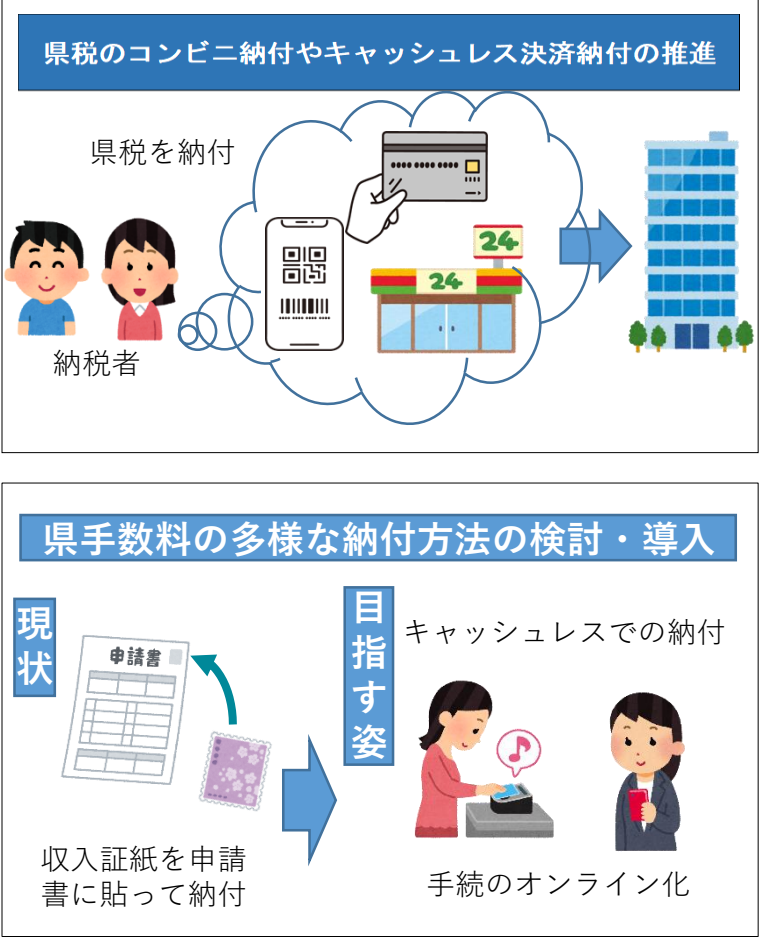 県税のコンビニ納付やキャッシュレス決済納付の推進
県税を納付
24
24
納税者
県手数料の多様な納付方法の検討・導入
現状
申請書
収入証紙を申請
書に貼って納付
目指す姿
キャッシュレスでの納付
手続のオンライン化